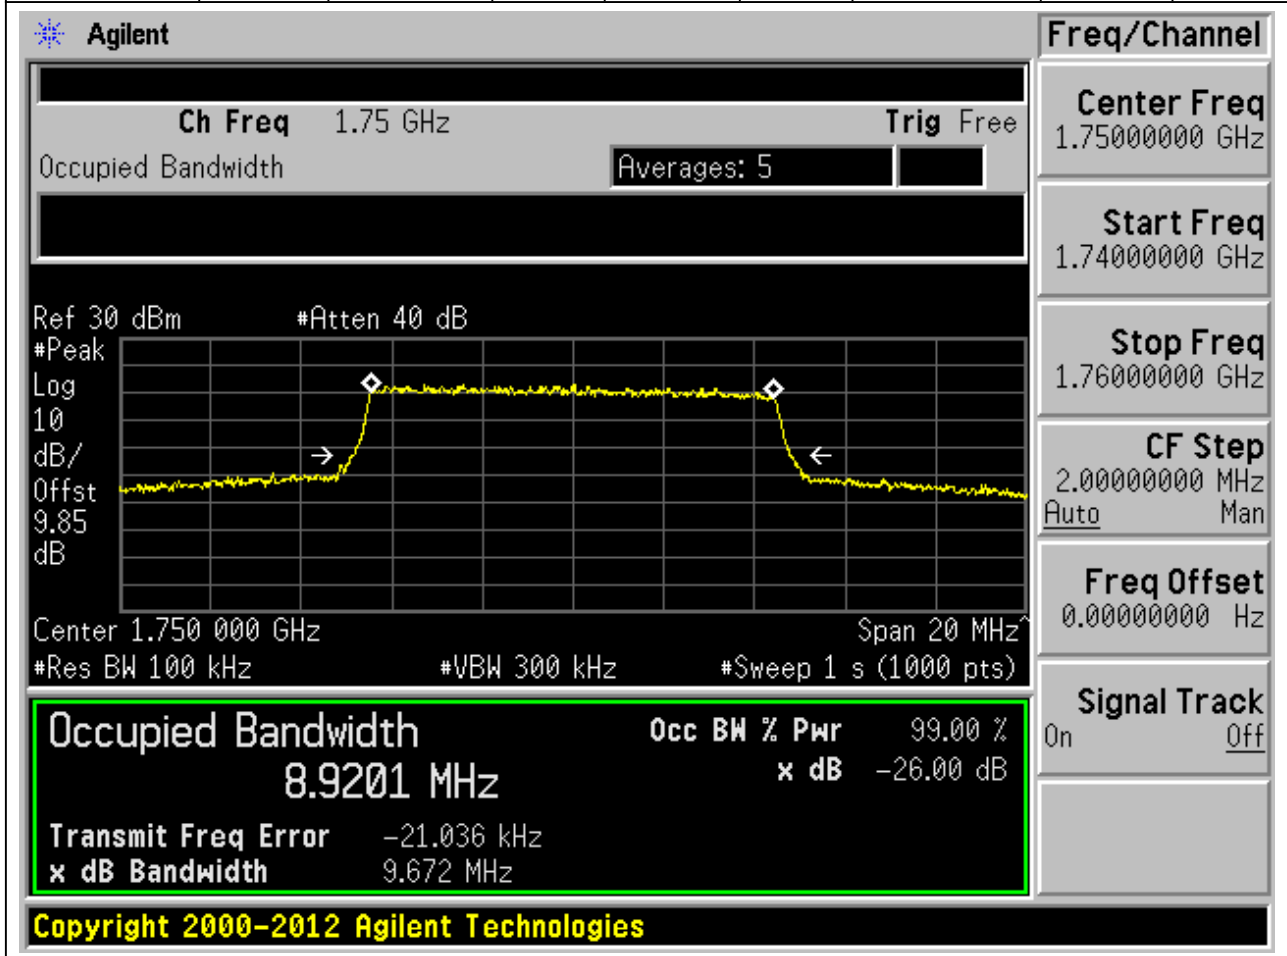 Agilent
Freq/Channel
Ch Freq 1.75 GHz Trig Free
Occupied Bandwidth Averages: 5
Center Freq
1.75000000 GHz
Start Freq
1.74000000 GHz
Stop Freq
1.76000000 GHz
CF Step
2.00000000 MHz
Auto Man
Freq Offset
0.00000000 Hz
Signal Track
On Off
Ref 30 dBm #Atten 40 dB
#Peak
Log
10
dB/
Offst
9.85
dB
Center 1.750 000 GHz Span 20 MHz^
#Res BW 100 kHz #VBW 300 kHz #Sweep 1 s (1000 pts)
Occupied Bandwidth Occ BW % Pwr 99.00 %
8.9201 MHz x dB -26.00 dB
Transmit Freq Error -21.036 kHz
x dB Bandwidth 9.672 MHz
Copyright 2000-2012 Agilent Technologies